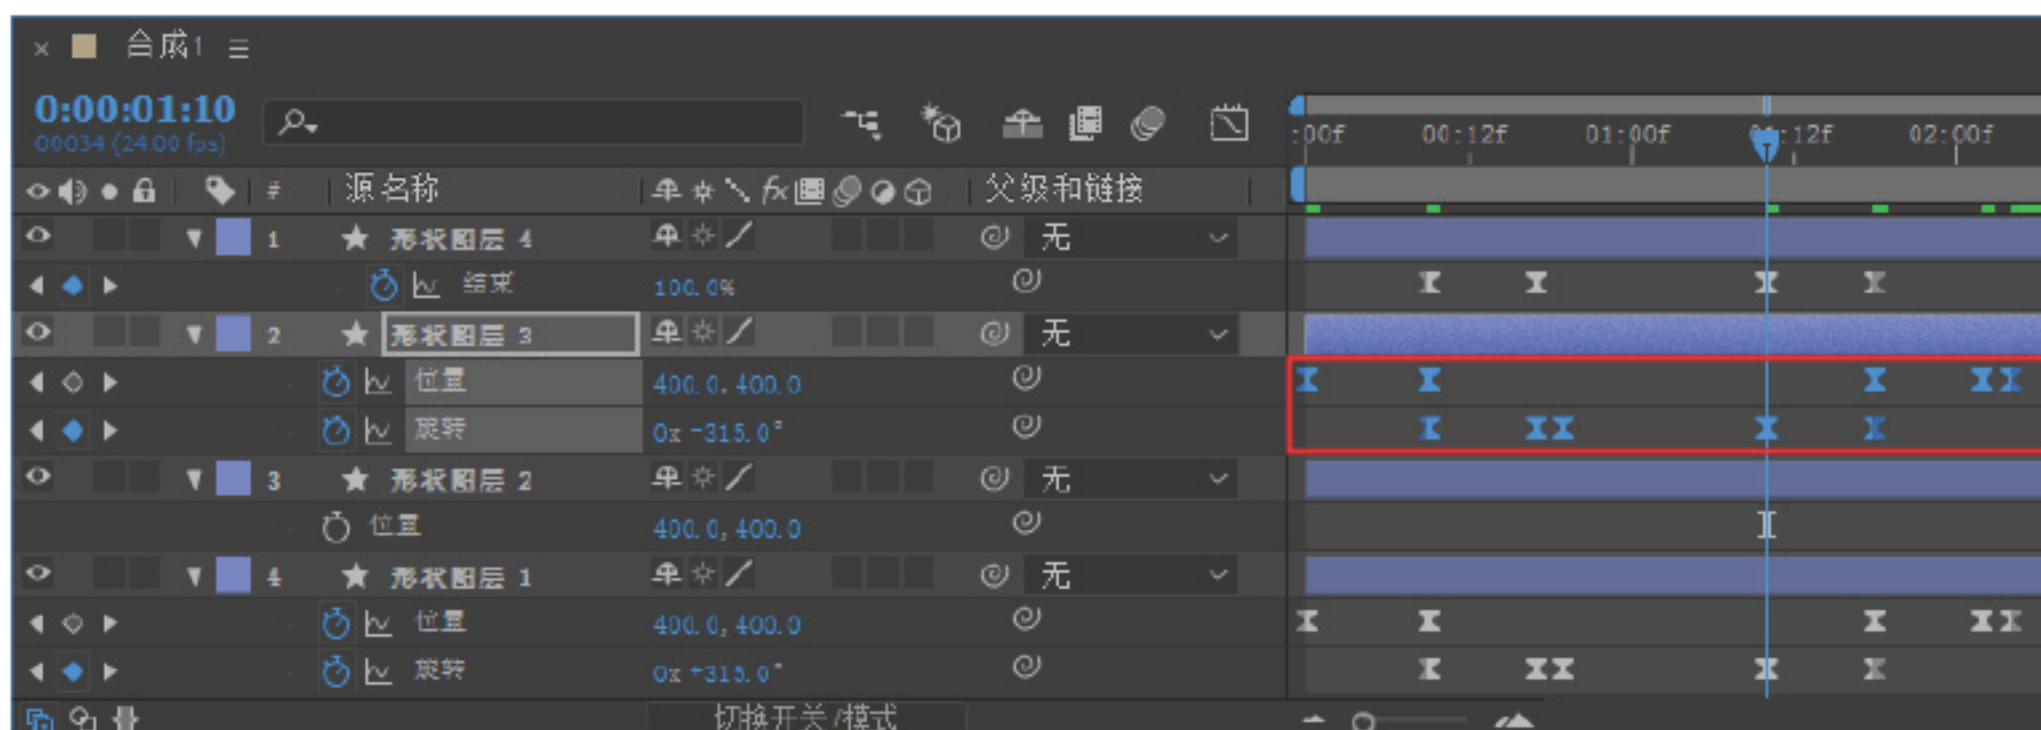 合成1
0:00:01:10
00034 (24.00 fps)
:00f 00:12f 01:00f 12f 02:00f
# 源名称 fx 父级和链接
1 形状图层 4 无
结束 100.0%
2 形状图层 3 无
位置 400.0, 400.0
旋转 0x -315.0°
3 形状图层 2 无
位置 400.0, 400.0
4 形状图层 1 无
位置 400.0, 400.0
旋转 0x +315.0°
切换开关/模式